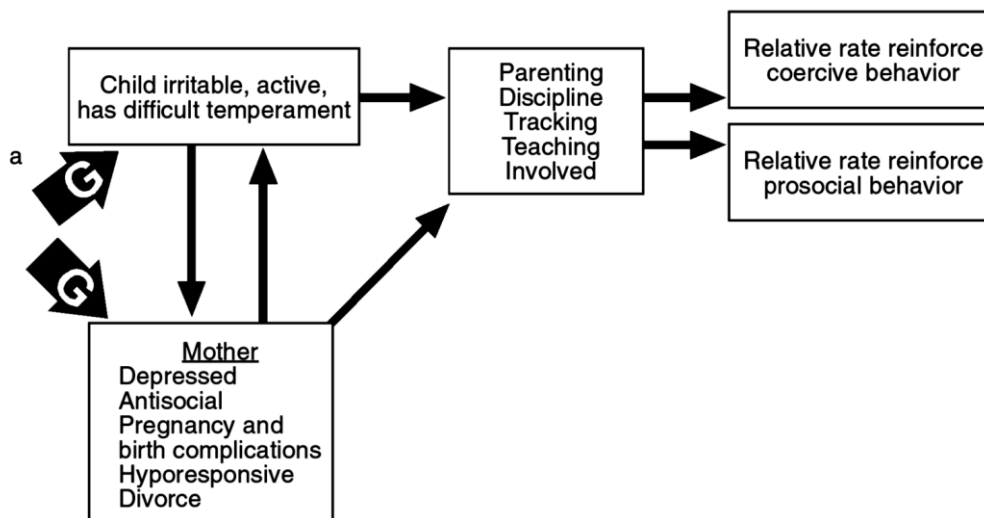 Child irritable, active,
has difficult temperament
Parenting
Discipline
Tracking
Teaching
Involved
Relative rate reinforce
coercive behavior
Relative rate reinforce
prosocial behavior
a
G
G
Mother
Depressed
Antisocial
Pregnancy and
birth complications
Hyporesponsive
Divorce